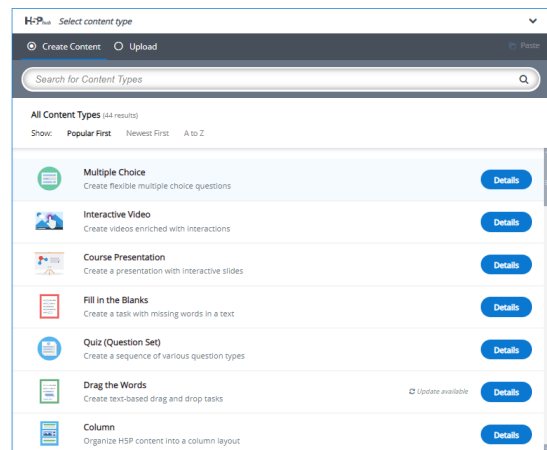 H5P hub Select content type
Create Content Upload Paste
Search for Content Types
All Content Types (44 results)
Show: Popular First Newest First A to Z
Multiple Choice
Create flexible multiple choice questions
Details
Interactive Video
Create videos enriched with interactions
Details
Course Presentation
Create a presentation with interactive slides
Details
Fill in the Blanks
Create a task with missing words in a text
Details
Quiz (Question Set)
Create a sequence of various question types
Details
Drag the Words
Create text-based drag and drop tasks
Update available
Details
Column
Organize H5P content into a column layout
Details